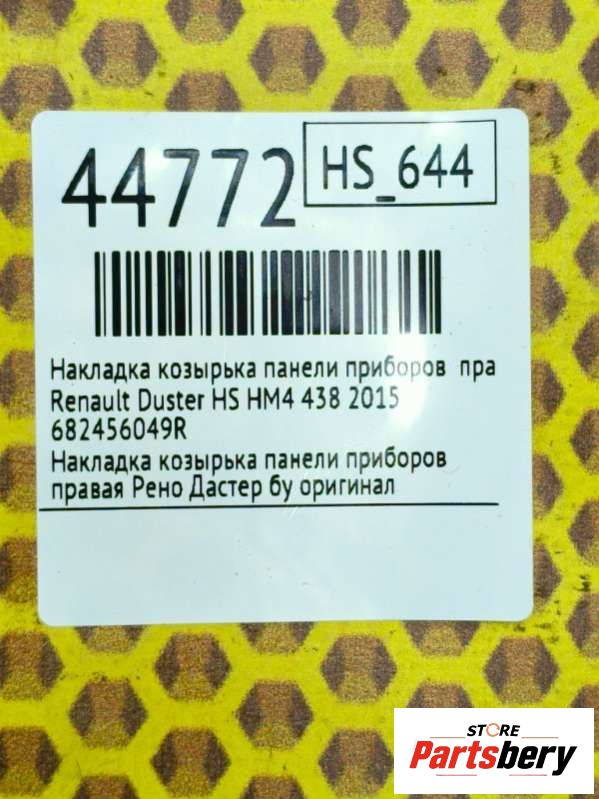 44772
HS_644
Накладка козырька панели приборов пра
Renault Duster HS HM4 438 2015
682456049R
Накладка козырька панели приборов
правая Рено Дастер бу оригинал
STORE
Partsbery